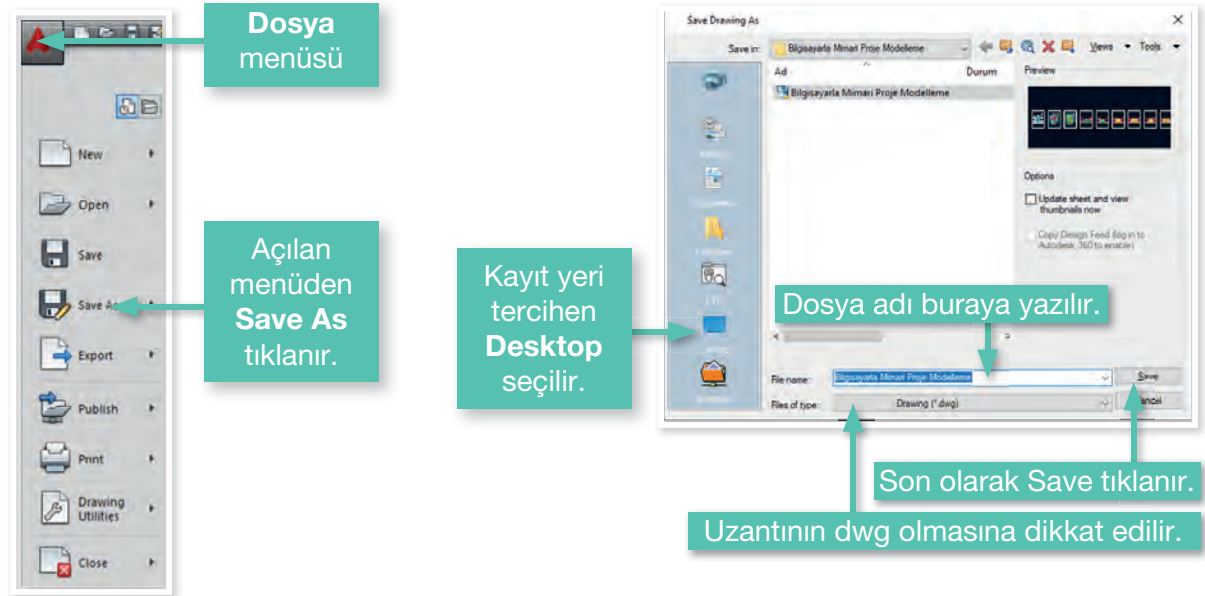 Dosya
menüsü
New
Open
Save
Açılan
menüden
Save As
tıklanır.
Save As
Export
Publish
Print
Drawing
Utilities
Close
Save Drawing As
Save in:
Bilgisayarla Mimari Proje Modelleme
Views
Tools
Ad
Durum
Preview
Bilgisayarla Mimari Proje Modelleme
Options
Update sheet and view
thumbnails now
Copy Design Feed (log in to
Autodesk 360 to enable)
Kayıt yeri
tercihen
Desktop
seçilir.
Dosya adı buraya yazılır.
File name:
Bilgisayarla Mimari Proje Modelleme
Save
Files of type:
Drawing (*.dwg)
Cancel
Son olarak Save tıklanır.
Uzantının dwg olmasına dikkat edilir.